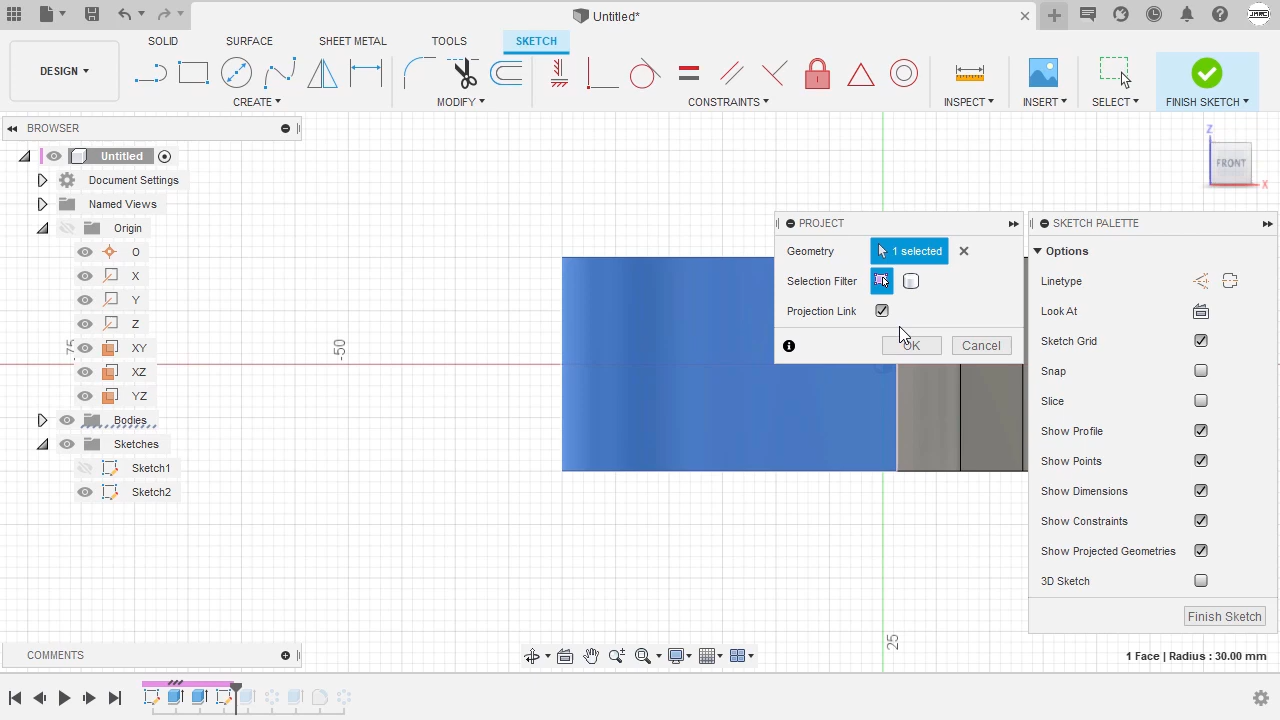 Untitled*
JMRC
SOLID SURFACE SHEET METAL TOOLS SKETCH
DESIGN
CREATE MODIFY CONSTRAINTS INSPECT INSERT SELECT FINISH SKETCH
BROWSER
Untitled
Document Settings
Named Views
Origin
O
X
Y
Z
XY
XZ
YZ
Bodies
Sketches
Sketch1
Sketch2
COMMENTS
-75
-50
25
Z
FRONT
X
PROJECT
Geometry 1 selected
Selection Filter
Projection Link
OK Cancel
SKETCH PALETTE
Options
Linetype
Look At
Sketch Grid
Snap
Slice
Show Profile
Show Points
Show Dimensions
Show Constraints
Show Projected Geometries
3D Sketch
Finish Sketch
1 Face | Radius : 30.00 mm